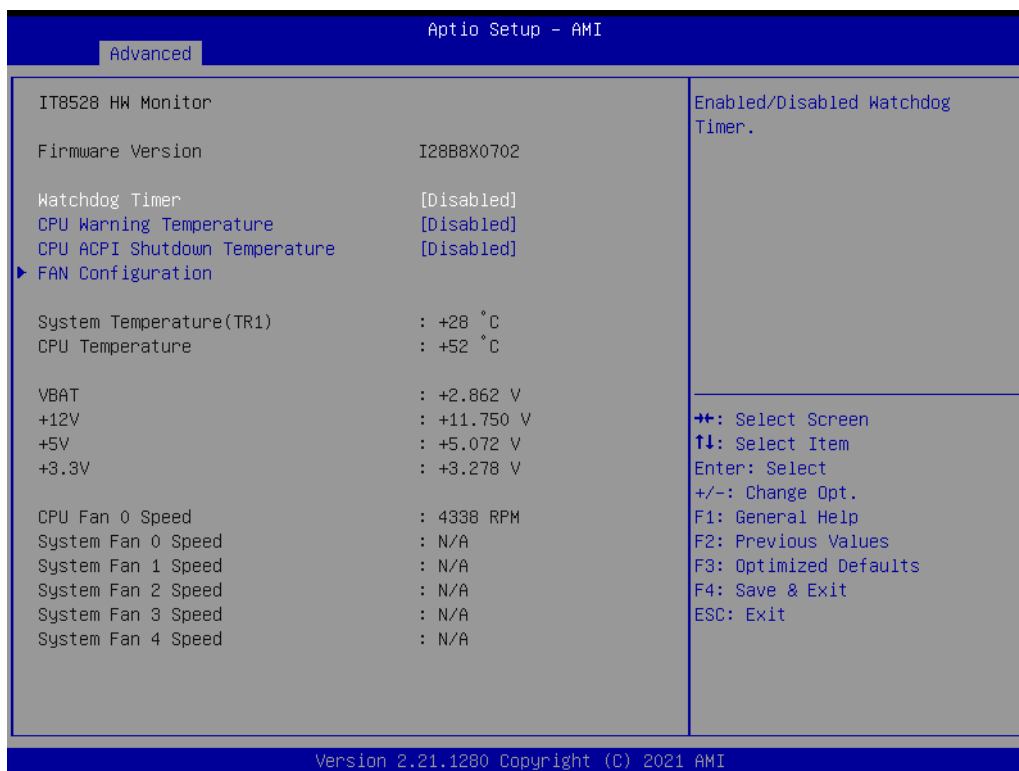 Aptio Setup – AMI
Advanced
IT8528 HW Monitor
Firmware Version I28B8X0702
Watchdog Timer [Disabled]
CPU Warning Temperature [Disabled]
CPU ACPI Shutdown Temperature [Disabled]
▶ FAN Configuration
System Temperature(TR1) : +28 °C
CPU Temperature : +52 °C
VBAT : +2.862 V
+12V : +11.750 V
+5V : +5.072 V
+3.3V : +3.278 V
CPU Fan 0 Speed : 4338 RPM
System Fan 0 Speed : N/A
System Fan 1 Speed : N/A
System Fan 2 Speed : N/A
System Fan 3 Speed : N/A
System Fan 4 Speed : N/A
Enabled/Disabled Watchdog
Timer.
→←: Select Screen
↑↓: Select Item
Enter: Select
+/-: Change Opt.
F1: General Help
F2: Previous Values
F3: Optimized Defaults
F4: Save & Exit
ESC: Exit
Version 2.21.1280 Copyright (C) 2021 AMI